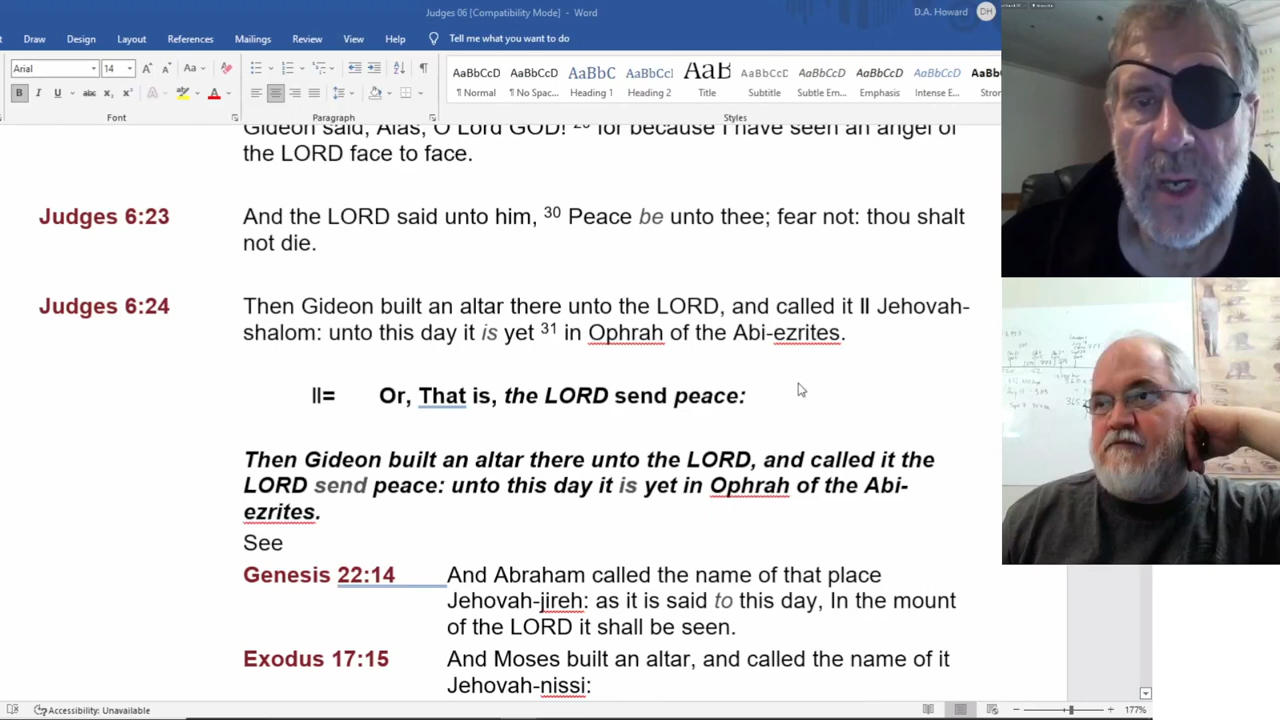 Judges 06 [Compatibility Mode] - Word
D.A. Howard DH
Draw Design Layout References Mailings Review View Help Tell me what you want to do
Arial 14 Aa
B I U abc x₂ x² A A
AaBbCcD AaBbCcD AaBbC AaBbCcI AaB AaBbCcD AaBbCcD AaBbCcD AaBbCcD AaBb
¶ Normal ¶ No Spac... Heading 1 Heading 2 Title Subtitle Subtle Em... Emphasis Intense E... Stron
Font Paragraph Styles
Gideon said, Alas, O Lord GOD! for because I have seen an angel of
the LORD face to face.
Judges 6:23 And the LORD said unto him, 30 Peace be unto thee; fear not: thou shalt
not die.
Judges 6:24 Then Gideon built an altar there unto the LORD, and called it ‖ Jehovah-
shalom: unto this day it is yet 31 in Ophrah of the Abi-ezrites.
‖= Or, That is, the LORD send peace:
Then Gideon built an altar there unto the LORD, and called it the
LORD send peace: unto this day it is yet in Ophrah of the Abi-
ezrites.
See
Genesis 22:14 And Abraham called the name of that place
Jehovah-jireh: as it is said to this day, In the mount
of the LORD it shall be seen.
Exodus 17:15 And Moses built an altar, and called the name of it
Jehovah-nissi:
Accessibility: Unavailable
177%